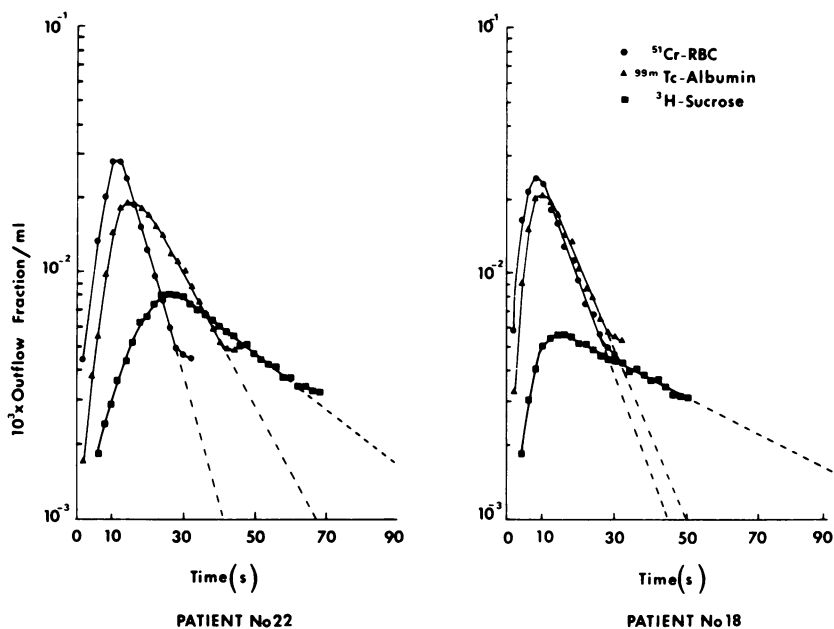 10⁻¹
10⁻²
10⁻³
10³x Outflow Fraction/ml
0 10 30 50 70 90
Time(s)
PATIENT No22
10⁻¹
⁵¹Cr-RBC
⁹⁹ᵐTc-Albumin
³H-Sucrose
10⁻²
10⁻³
0 10 30 50 70 90
Time(s)
PATIENT No18